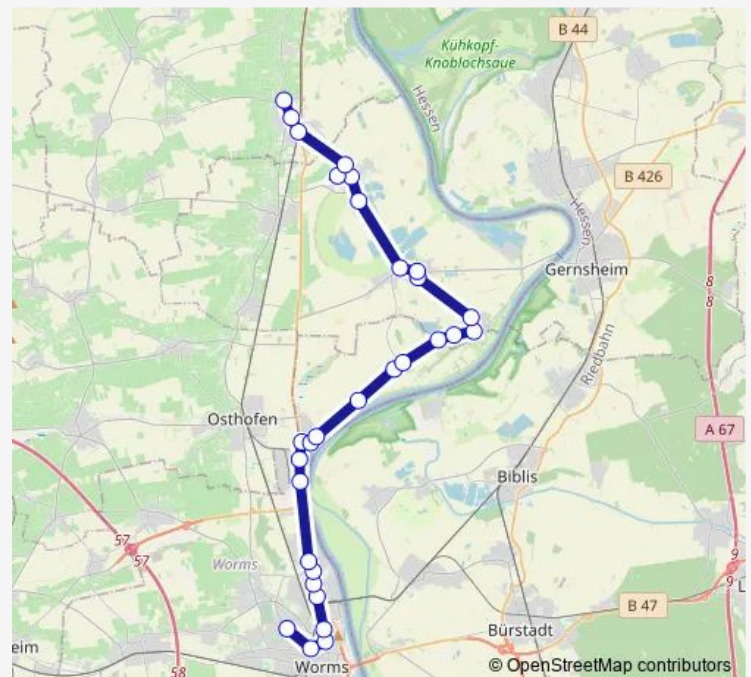 B 44
Kühkopf-
Knoblochsaue
Hessen
B 426
Hessen
Gernsheim
Riedbahn
8
8
A 67
Osthofen
Biblis
57
57
Worms
9
9
L
B 47
Bürstadt
eim
58
Worms
© OpenStreetMap contributors